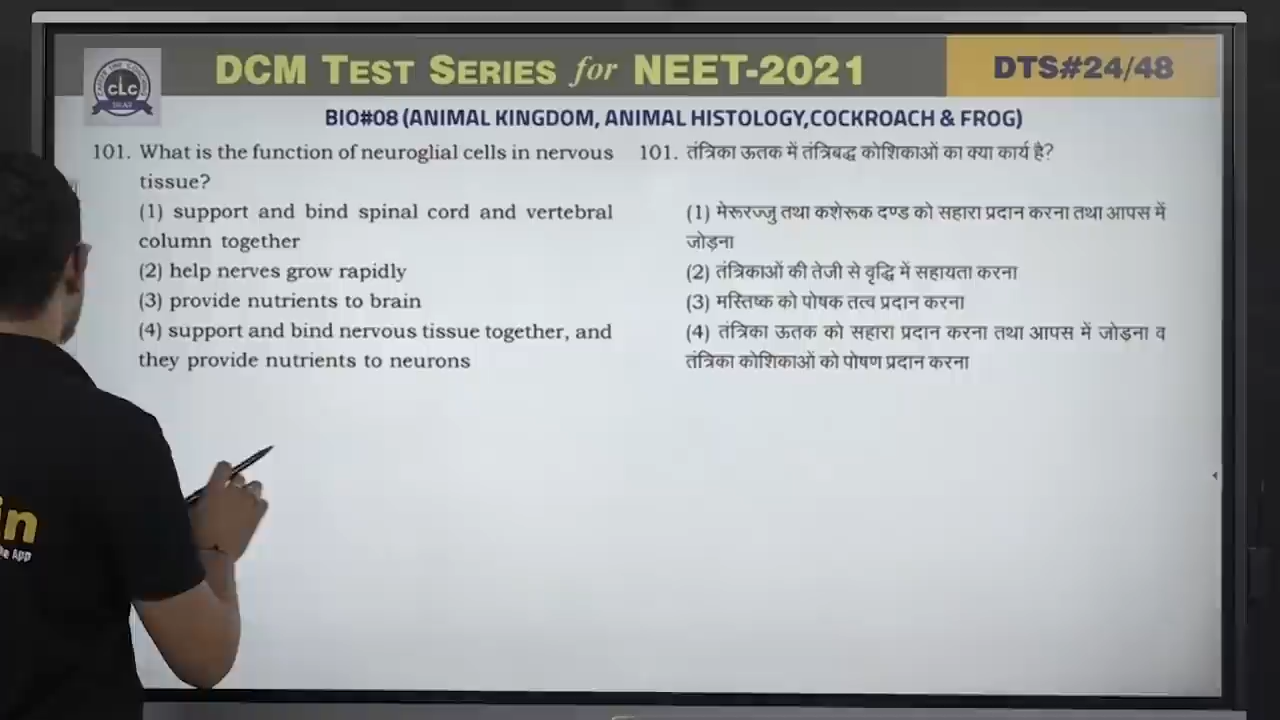 DCM TEST SERIES for NEET-2021
DTS#24/48
CLC
BIO#08 (ANIMAL KINGDOM, ANIMAL HISTOLOGY,COCKROACH & FROG)
101. What is the function of neuroglial cells in nervous
tissue?
(1) support and bind spinal cord and vertebral
column together
(2) help nerves grow rapidly
(3) provide nutrients to brain
(4) support and bind nervous tissue together, and
they provide nutrients to neurons
101. तंत्रिका ऊतक में तंत्रिबद्ध कोशिकाओं का क्या कार्य है?
(1) मेरूरज्जु तथा कशेरूक दण्ड को सहारा प्रदान करना तथा आपस में
जोड़ना
(2) तंत्रिकाओं की तेजी से वृद्धि में सहायता करना
(3) मस्तिष्क को पोषक तत्व प्रदान करना
(4) तंत्रिका ऊतक को सहारा प्रदान करना तथा आपस में जोड़ना व
तंत्रिका कोशिकाओं को पोषण प्रदान करना
in
App